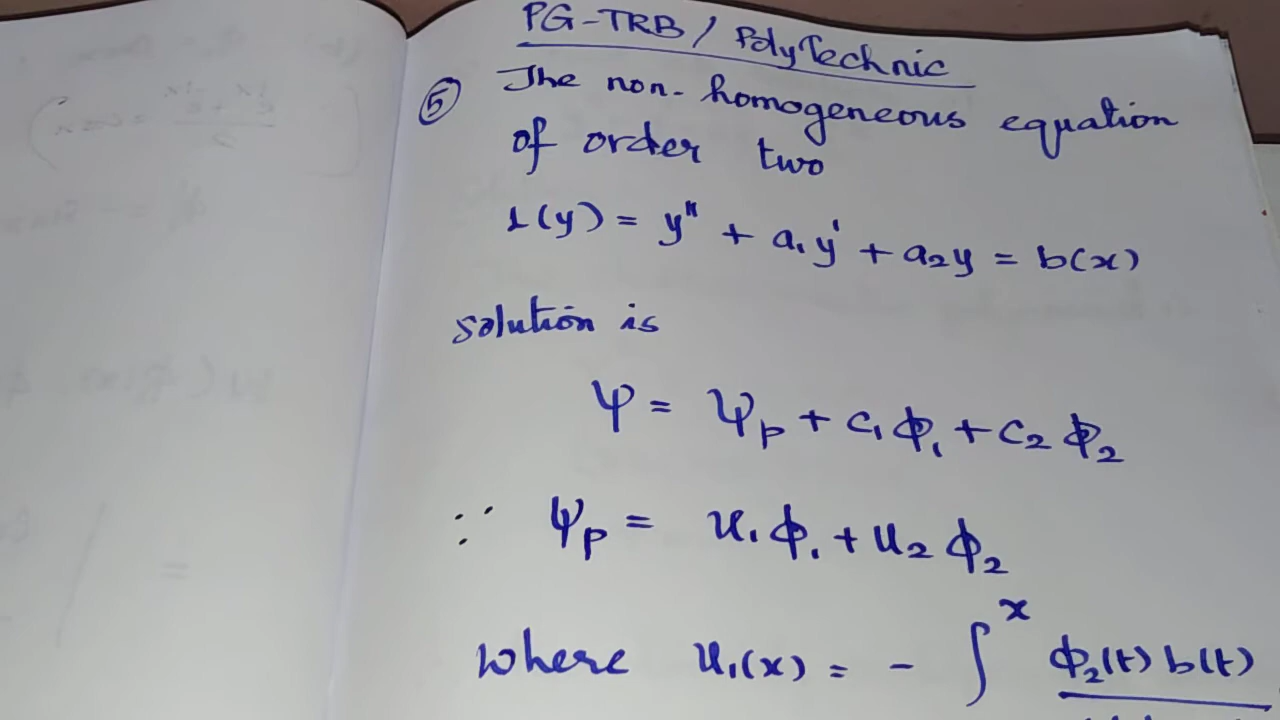 PG-TRB / PolyTechnic
⑤ The non-homogeneous equation
of order two
L(y) = y'' + a₁y' + a₂y = b(x)
solution is
Ψ = Ψp + c₁ϕ₁ + c₂ϕ₂
∵ Ψp = u₁ϕ₁ + u₂ϕ₂
where u₁(x) = - ∫ˣ ϕ₂(t) b(t)